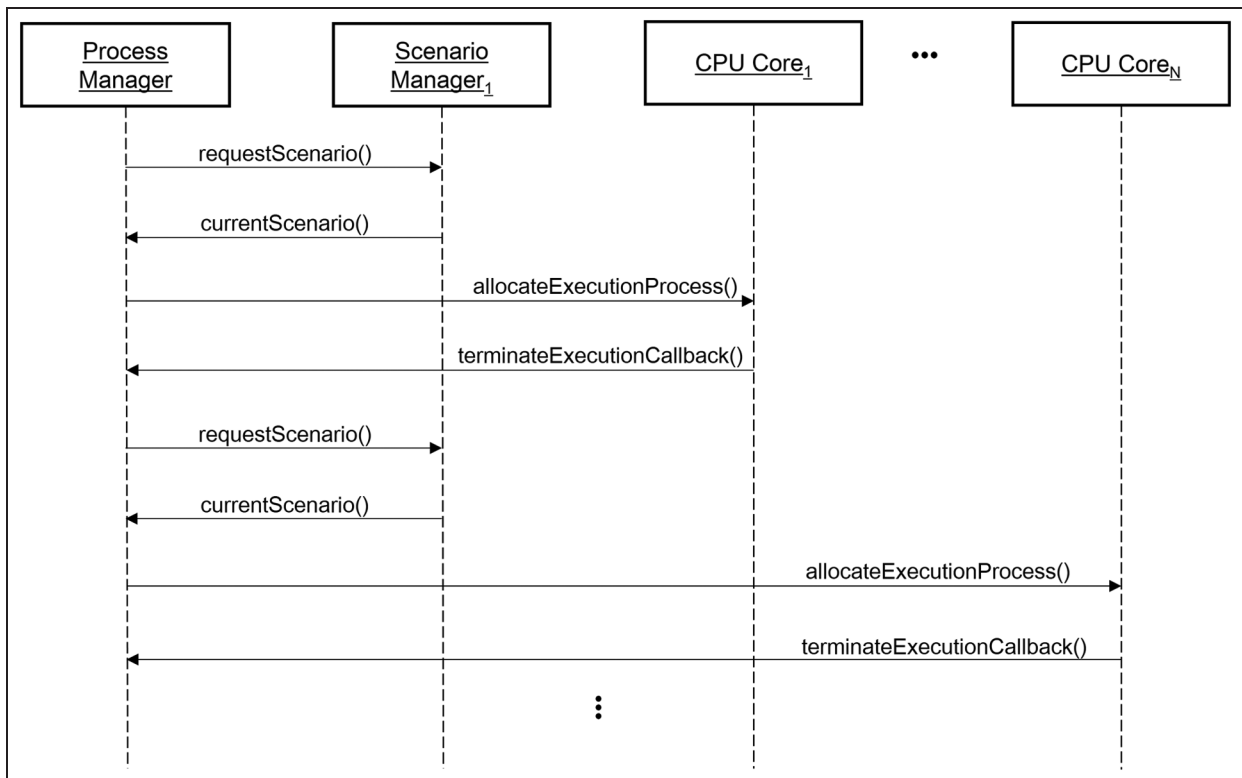 Process
Manager
Scenario
Manager1
CPU Core1
•••
CPU CoreN
requestScenario()
currentScenario()
allocateExecutionProcess()
terminateExecutionCallback()
requestScenario()
currentScenario()
allocateExecutionProcess()
terminateExecutionCallback()